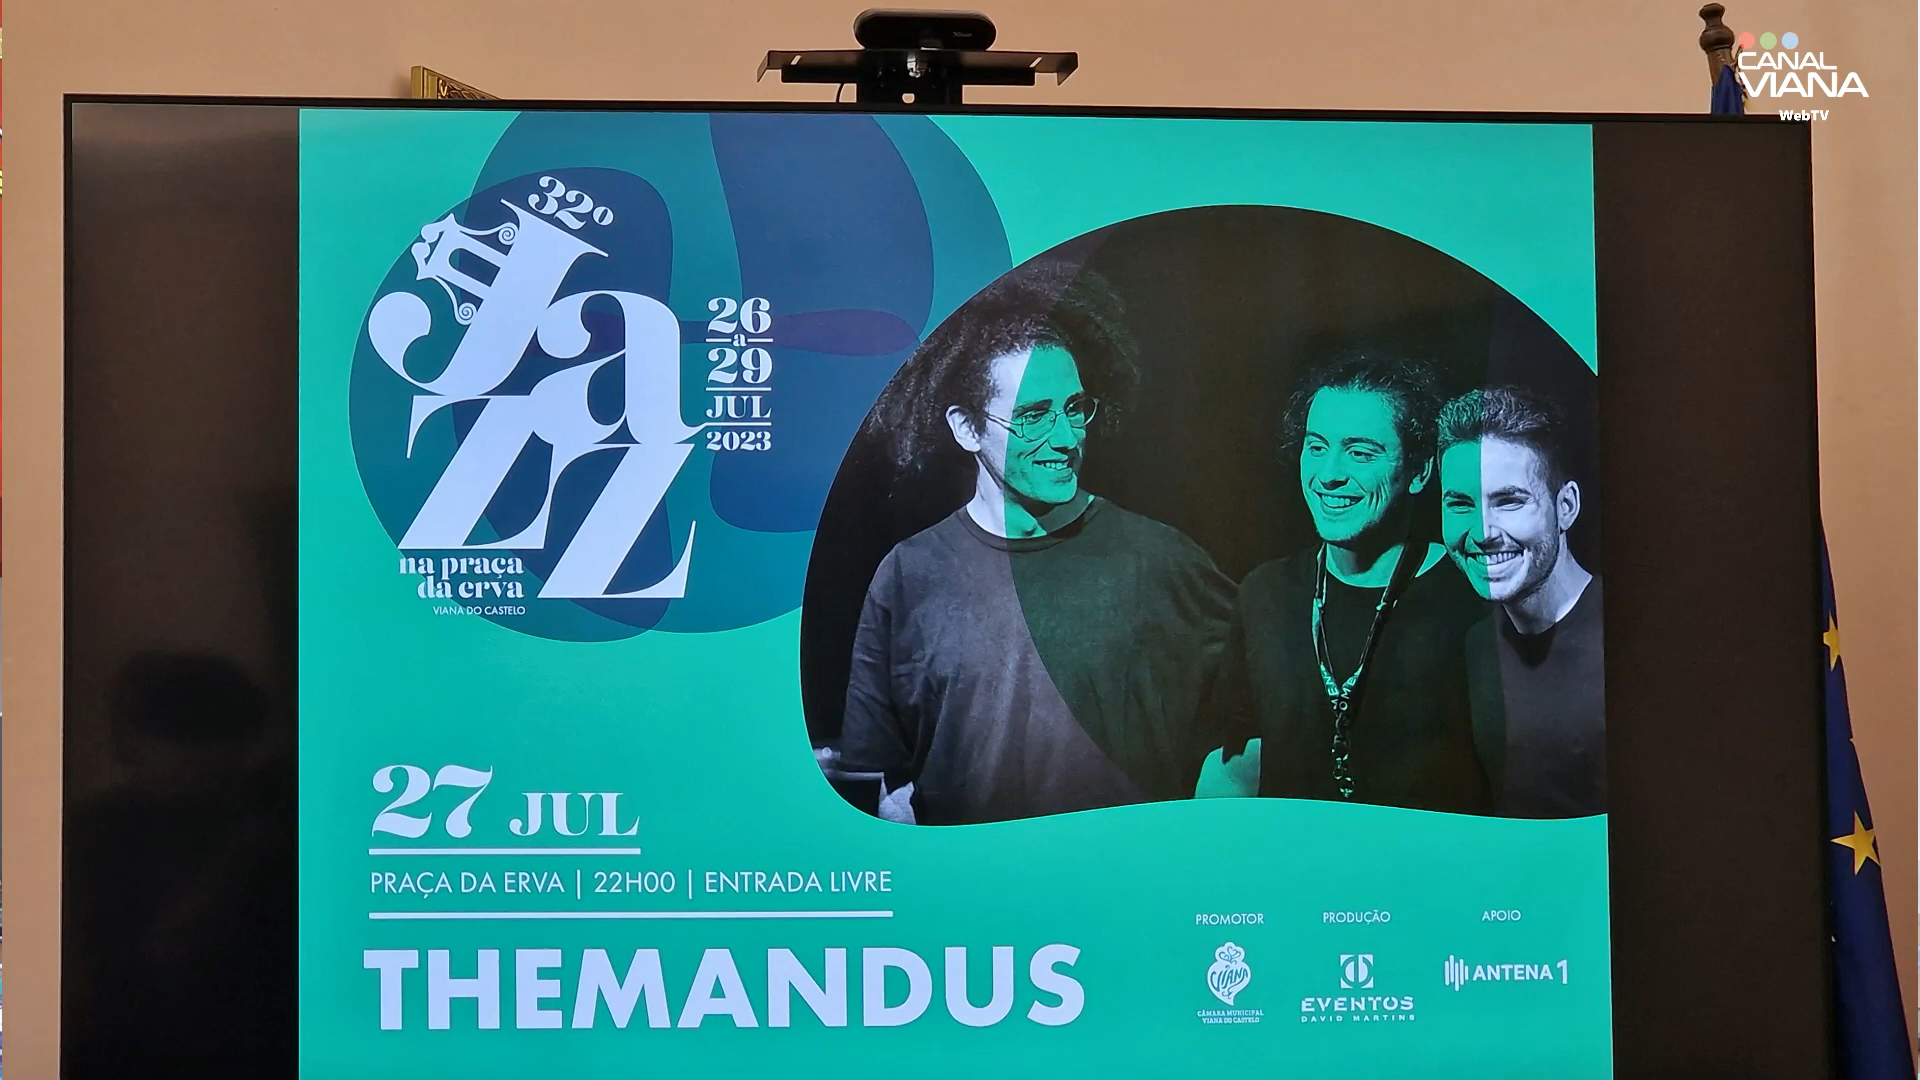 CANAL
VIANA
WebTV
32º
Jazz
na praça
da erva
VIANA DO CASTELO
26
a
29
JUL
2023
27 JUL
PRAÇA DA ERVA | 22H00 | ENTRADA LIVRE
THEMANDUS
PROMOTOR
VIANA
CÂMARA MUNICIPAL
VIANA DO CASTELO
PRODUÇÃO
EVENTOS
DAVID MARTINS
APOIO
ANTENA 1